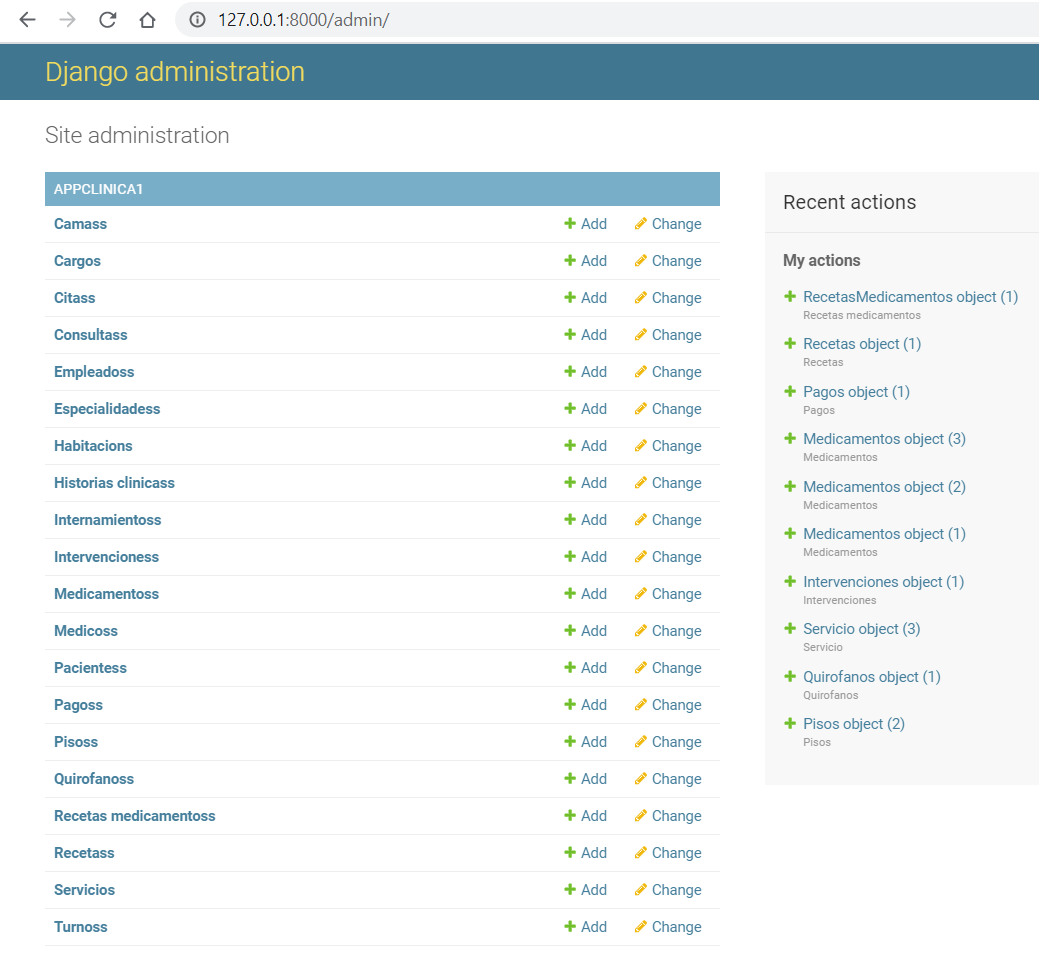 127.0.0.1:8000/admin/
Django administration
Site administration
APPCLINICA1
Camass Add Change
Cargos Add Change
Citass Add Change
Consultass Add Change
Empleadoss Add Change
Especialidadess Add Change
Habitacions Add Change
Historias clinicass Add Change
Internamientoss Add Change
Intervencioness Add Change
Medicamentoss Add Change
Medicoss Add Change
Pacientess Add Change
Pagoss Add Change
Pisoss Add Change
Quirofanoss Add Change
Recetas medicamentoss Add Change
Recetass Add Change
Servicios Add Change
Turnoss Add Change
Recent actions
My actions
RecetasMedicamentos object (1)
Recetas medicamentos
Recetas object (1)
Recetas
Pagos object (1)
Pagos
Medicamentos object (3)
Medicamentos
Medicamentos object (2)
Medicamentos
Medicamentos object (1)
Medicamentos
Intervenciones object (1)
Intervenciones
Servicio object (3)
Servicio
Quirofanos object (1)
Quirofanos
Pisos object (2)
Pisos